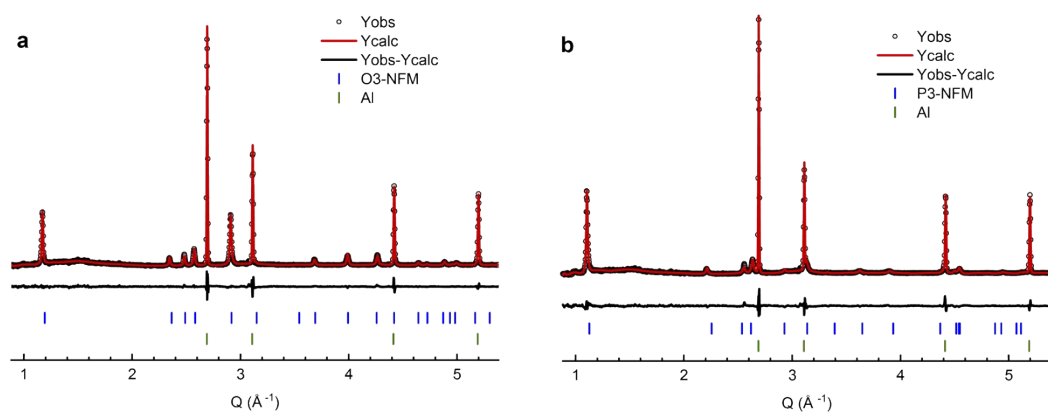 a
Yobs
Ycalc
Yobs-Ycalc
O3-NFM
Al
1 2 3 4 5
Q (Å -1)
b
Yobs
Ycalc
Yobs-Ycalc
P3-NFM
Al
1 2 3 4 5
Q (Å -1)